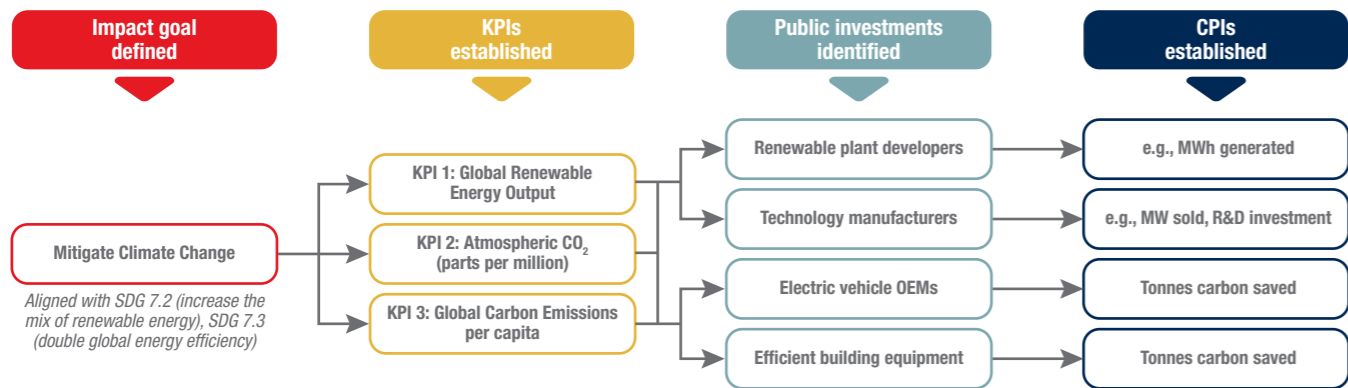 Impact goal
defined
KPIs
established
Public investments
identified
CPIs
established
Mitigate Climate Change
Aligned with SDG 7.2 (increase the
mix of renewable energy), SDG 7.3
(double global energy efficiency)
KPI 1: Global Renewable
Energy Output
KPI 2: Atmospheric CO₂
(parts per million)
KPI 3: Global Carbon Emissions
per capita
Renewable plant developers
Technology manufacturers
Electric vehicle OEMs
Efficient building equipment
e.g., MWh generated
e.g., MW sold, R&D investment
Tonnes carbon saved
Tonnes carbon saved